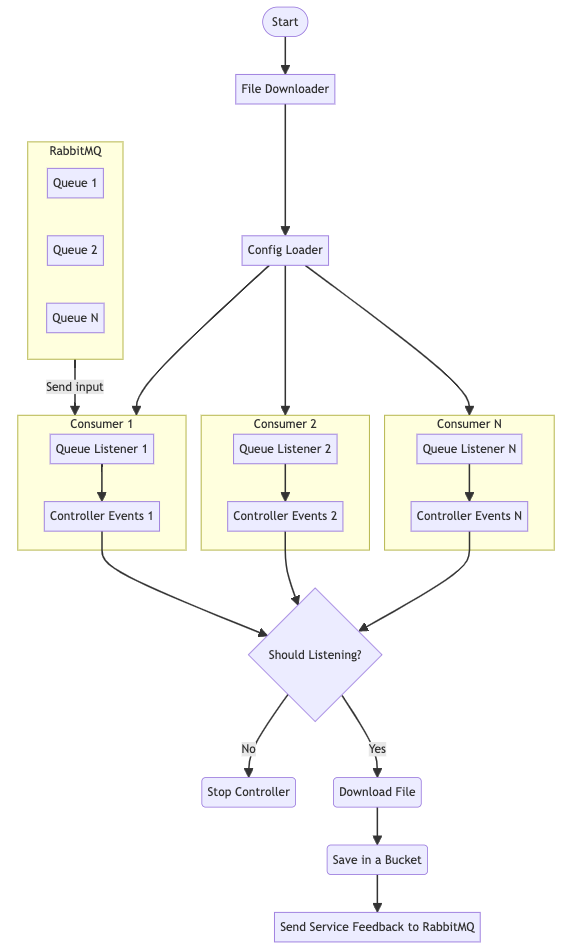 Start
File Downloader
RabbitMQ
Queue 1
Queue 2
Queue N
Config Loader
Send input
Consumer 1
Queue Listener 1
Controller Events 1
Consumer 2
Queue Listener 2
Controller Events 2
Consumer N
Queue Listener N
Controller Events N
Should Listening?
No
Yes
Stop Controller
Download File
Save in a Bucket
Send Service Feedback to RabbitMQ